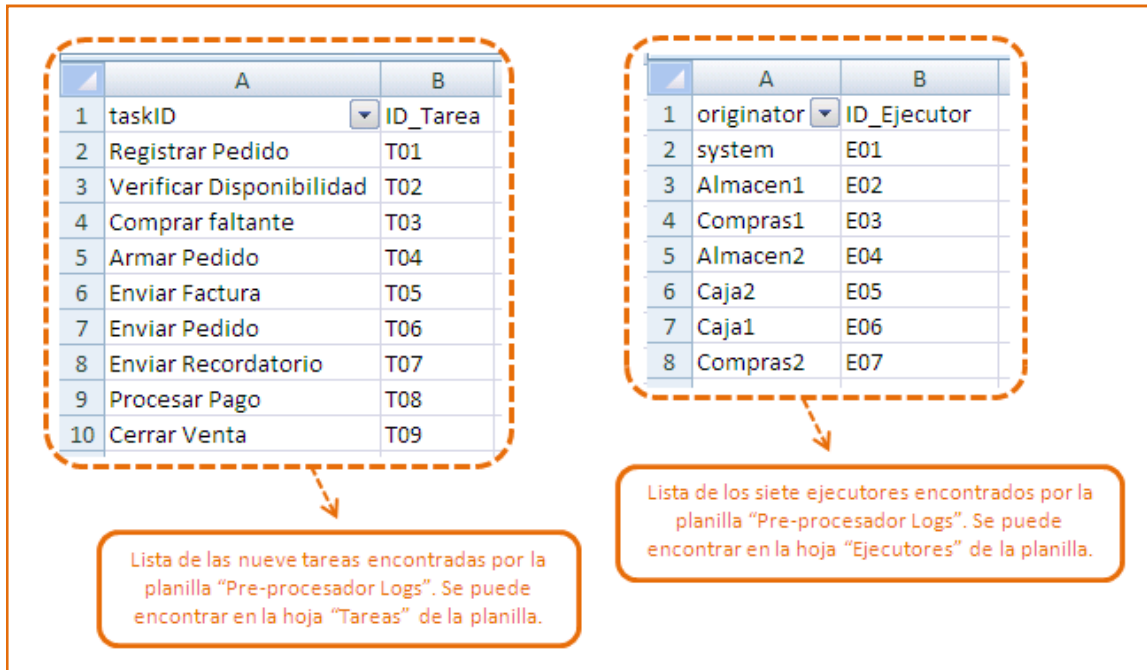 A B
1 taskID ID_Tarea
2 Registrar Pedido T01
3 Verificar Disponibilidad T02
4 Comprar faltante T03
5 Armar Pedido T04
6 Enviar Factura T05
7 Enviar Pedido T06
8 Enviar Recordatorio T07
9 Procesar Pago T08
10 Cerrar Venta T09
Lista de las nueve tareas encontradas por la
planilla “Pre-procesador Logs”. Se puede
encontrar en la hoja “Tareas” de la planilla.
A B
1 originator ID_Ejecutor
2 system E01
3 Almacen1 E02
4 Compras1 E03
5 Almacen2 E04
6 Caja2 E05
7 Caja1 E06
8 Compras2 E07
Lista de los siete ejecutores encontrados por la
planilla “Pre-procesador Logs”. Se puede
encontrar en la hoja “Ejecutores” de la planilla.